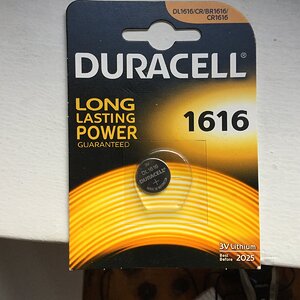 DL1616/CR/BR1616/
CR1616
DURACELL
LONG
LASTING
POWER
GUARANTEED
1616
DL1616
DURACELL
3V Lithium
Best
Before: 2025